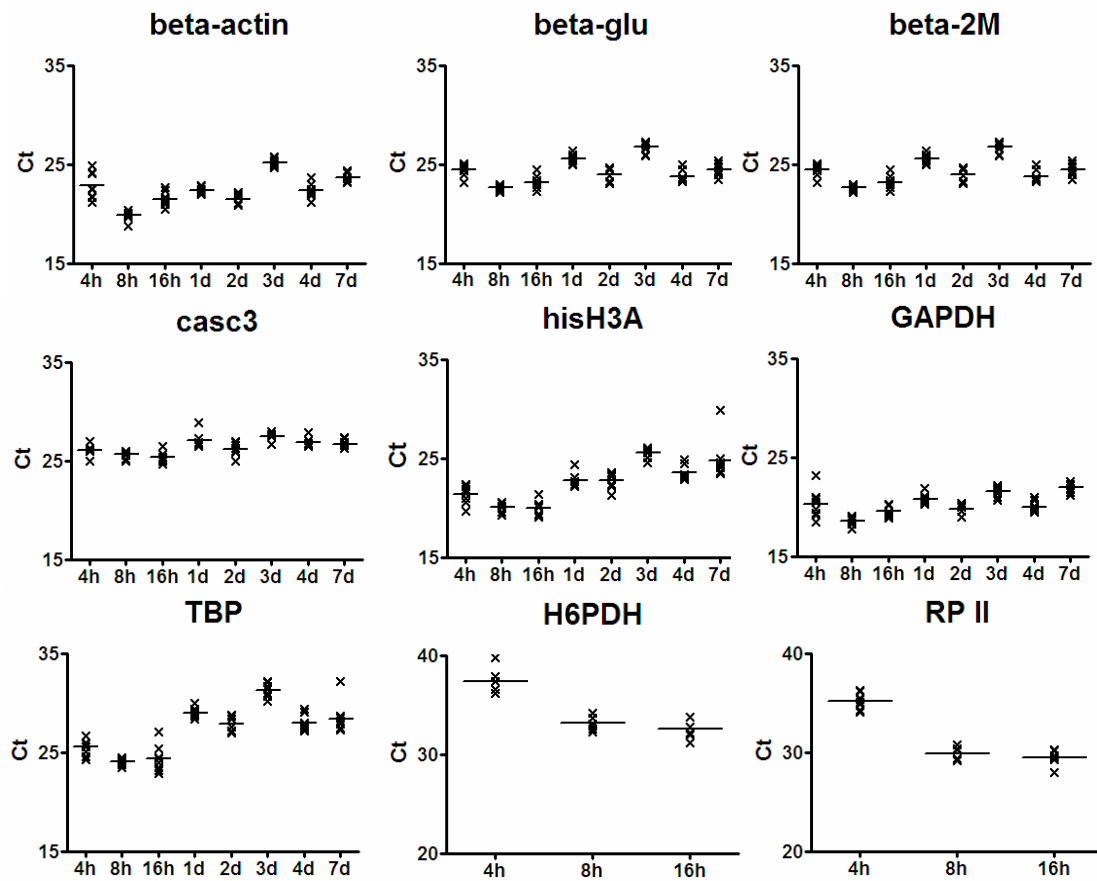 beta-actin beta-glu beta-2M
35 35 35
Ct Ct Ct
25 25 25
15 15 15
4h 8h 16h 1d 2d 3d 4d 7d 4h 8h 16h 1d 2d 3d 4d 7d 4h 8h 16h 1d 2d 3d 4d 7d
casc3 hisH3A GAPDH
35 35 35
Ct Ct Ct
25 25 25
15 15 15
4h 8h 16h 1d 2d 3d 4d 7d 4h 8h 16h 1d 2d 3d 4d 7d 4h 8h 16h 1d 2d 3d 4d 7d
TBP H6PDH RP II
35 40 40
Ct Ct Ct
25 30 30
15 20 20
4h 8h 16h 1d 2d 3d 4d 7d 4h 8h 16h 4h 8h 16h